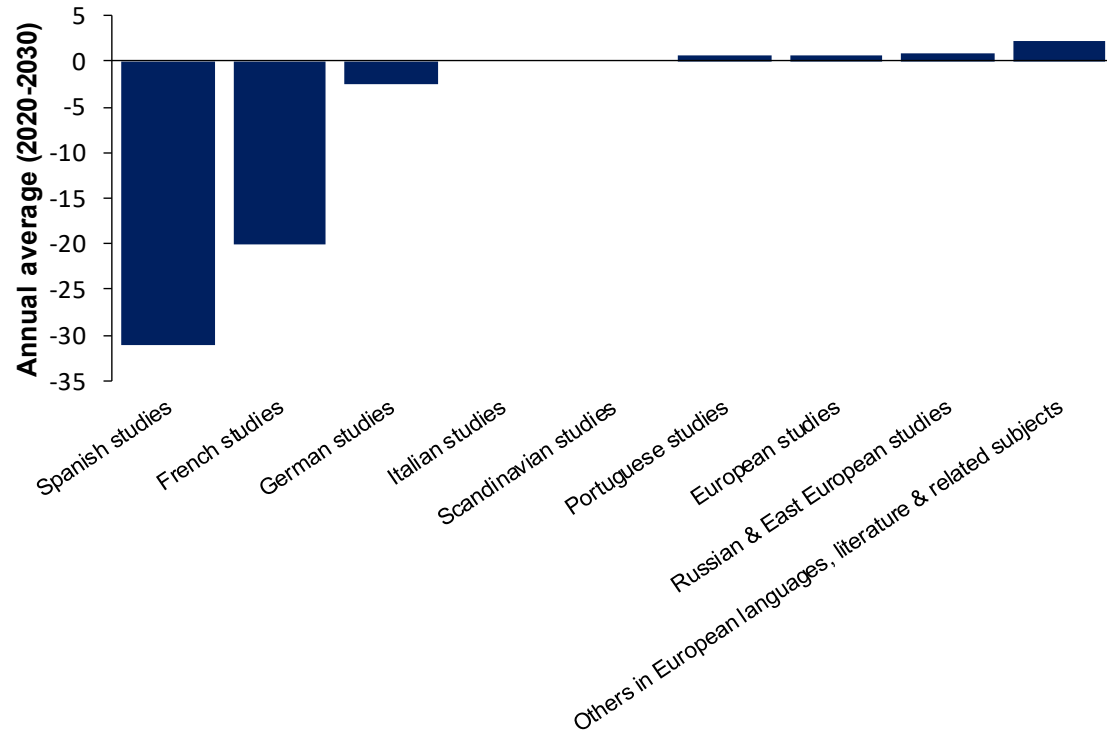 Annual average (2020-2030)
5
0
-5
-10
-15
-20
-25
-30
-35
Spanish studies
French studies
German studies
Italian studies
Scandinavian studies
Portuguese studies
European studies
Russian & East European studies
Others in European languages, literature & related subjects